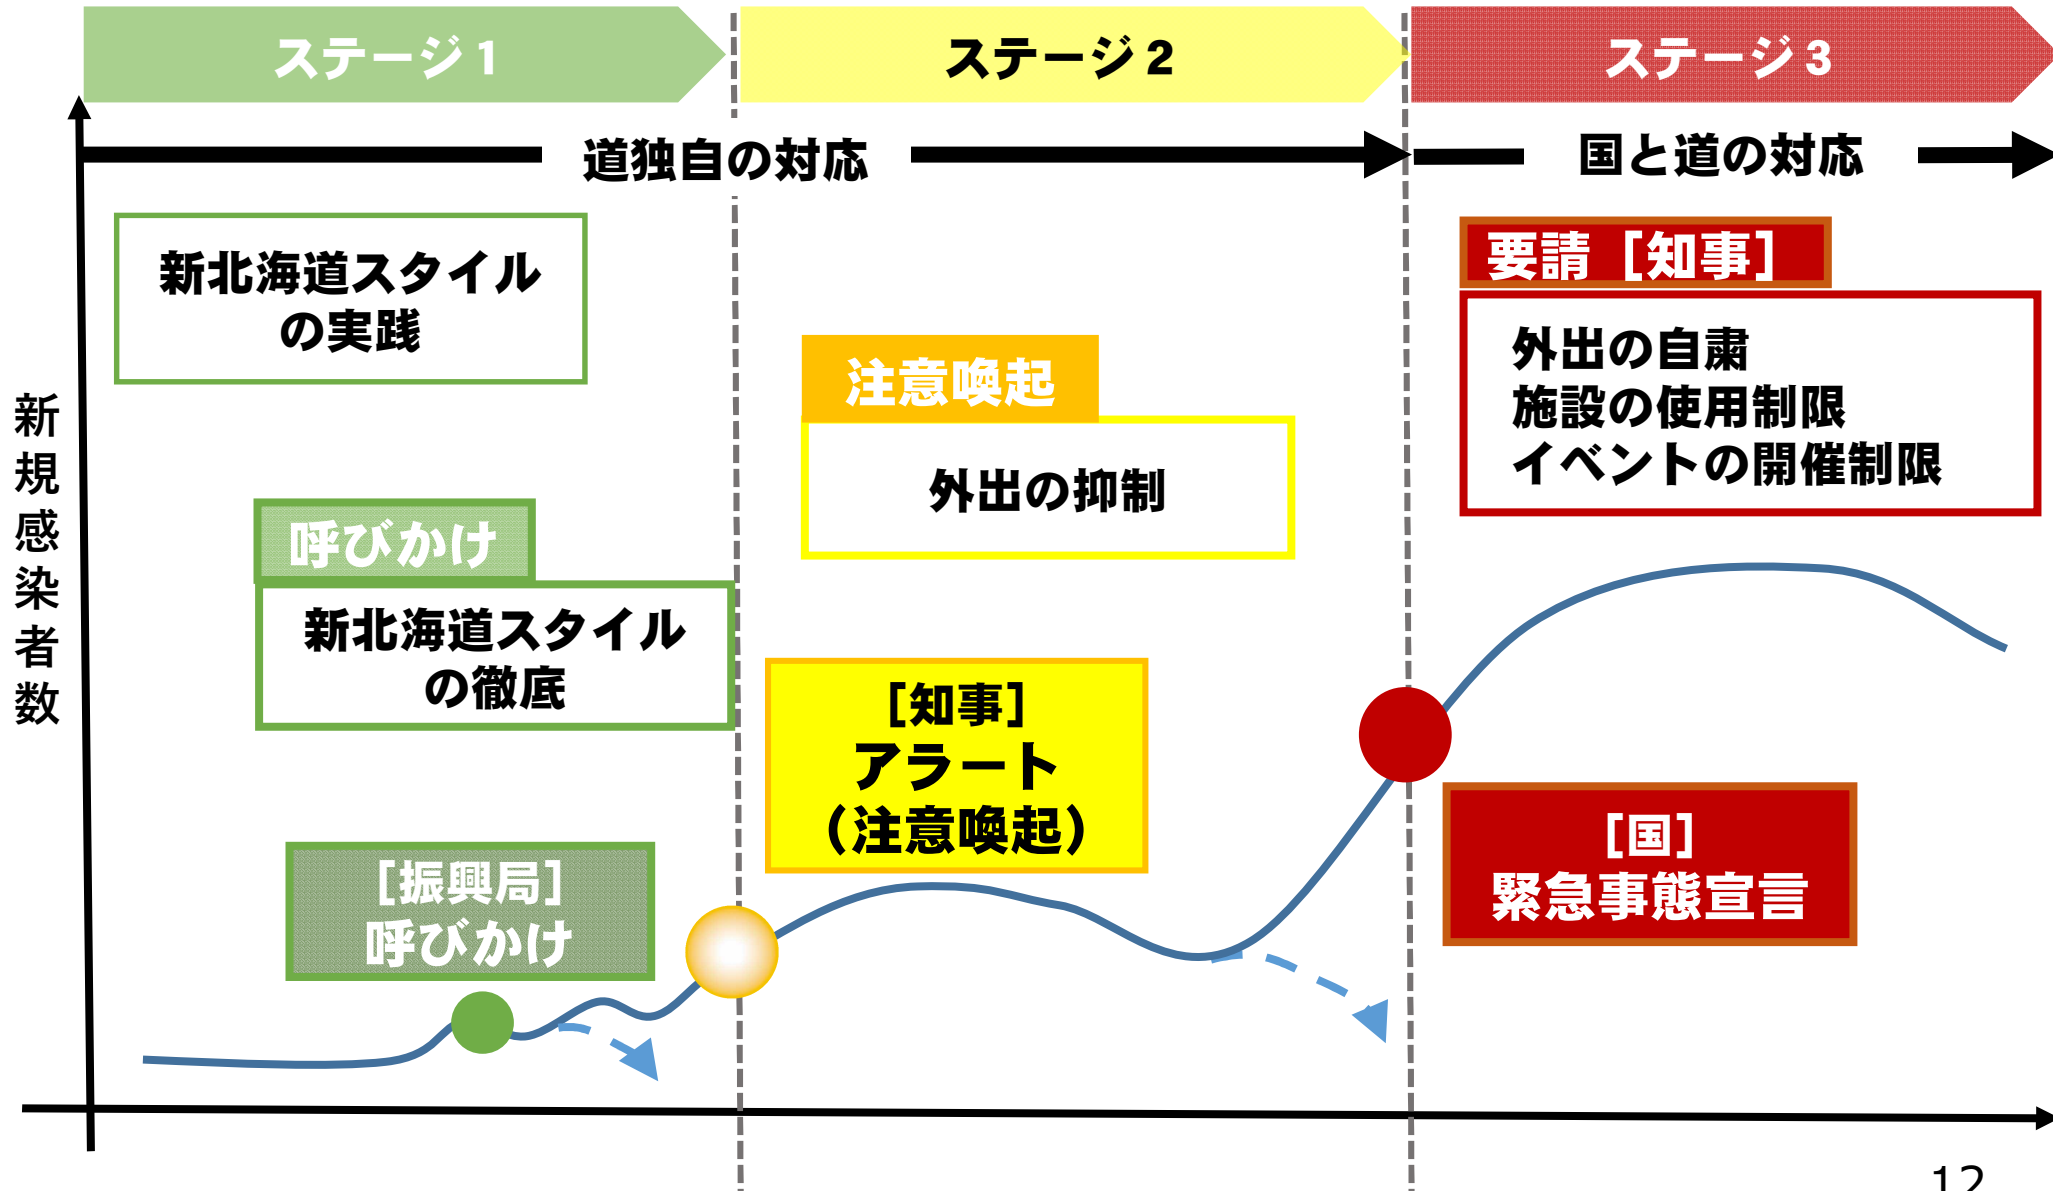 ステージ1
ステージ2
ステージ3
道独自の対応
国と道の対応
新北海道スタイル
の実践
要請［知事］
外出の自粛
施設の使用制限
イベントの開催制限
注意喚起
外出の抑制
新規感染者数
呼びかけ
新北海道スタイル
の徹底
［知事］
アラート
（注意喚起）
［国］
緊急事態宣言
［振興局］
呼びかけ
12